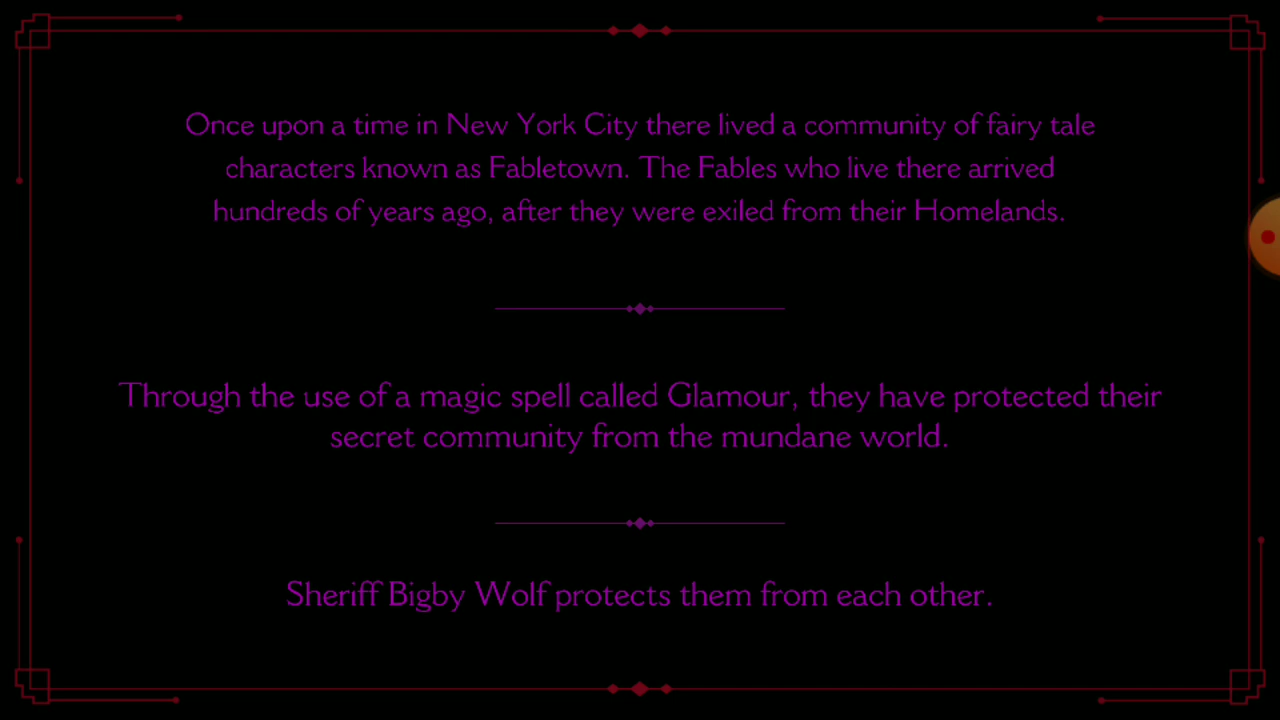 Once upon a time in New York City there lived a community of fairy tale
characters known as Fabletown. The Fables who live there arrived
hundreds of years ago, after they were exiled from their Homelands.
Through the use of a magic spell called Glamour, they have protected their
secret community from the mundane world.
Sheriff Bigby Wolf protects them from each other.